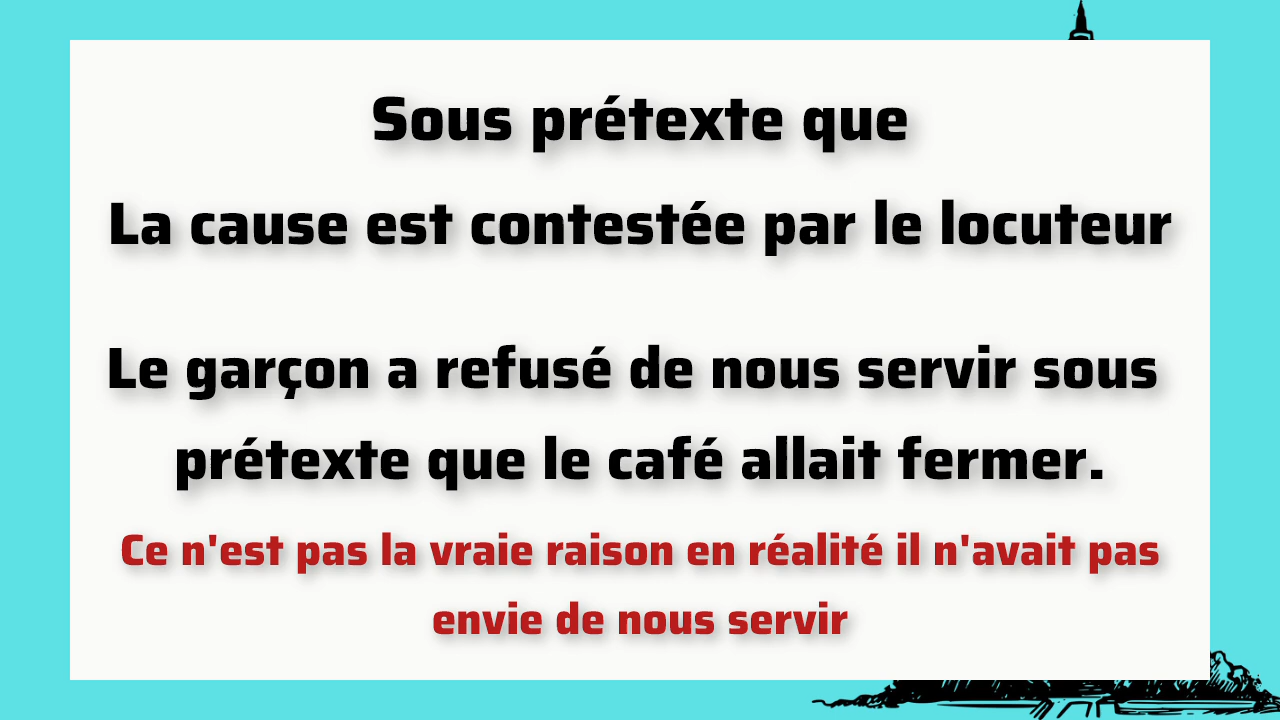 Sous prétexte que
La cause est contestée par le locuteur
Le garçon a refusé de nous servir sous
prétexte que le café allait fermer.
Ce n'est pas la vraie raison en réalité il n'avait pas
envie de nous servir